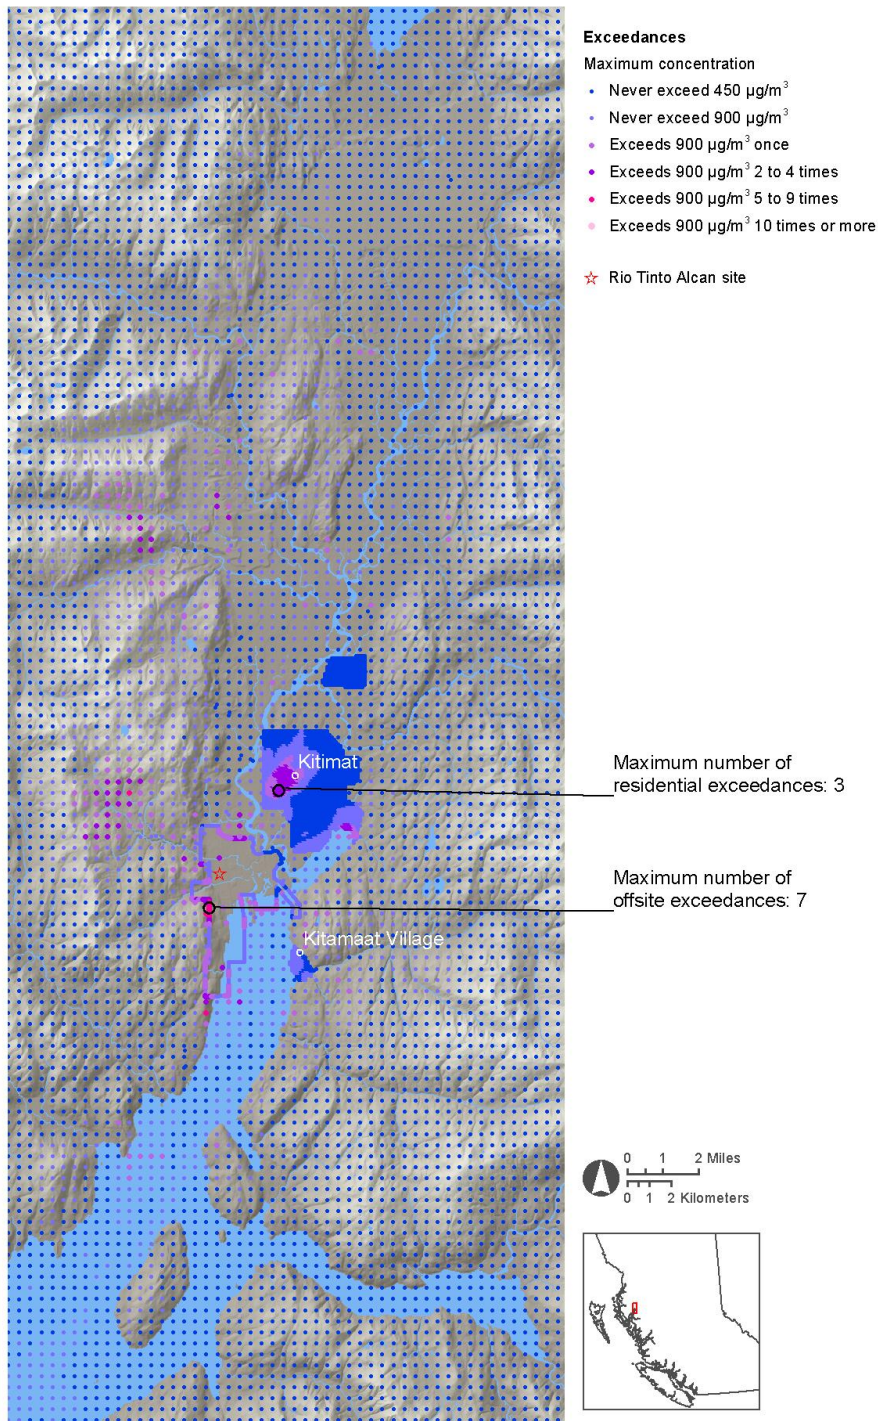 Exceedances
Maximum concentration
Never exceed 450 µg/m³
Never exceed 900 µg/m³
Exceeds 900 µg/m³ once
Exceeds 900 µg/m³ 2 to 4 times
Exceeds 900 µg/m³ 5 to 9 times
Exceeds 900 µg/m³ 10 times or more
Rio Tinto Alcan site
Kitimat
Maximum number of
residential exceedances: 3
Maximum number of
offsite exceedances: 7
Kitamaat Village
0 1 2 Miles
0 1 2 Kilometers